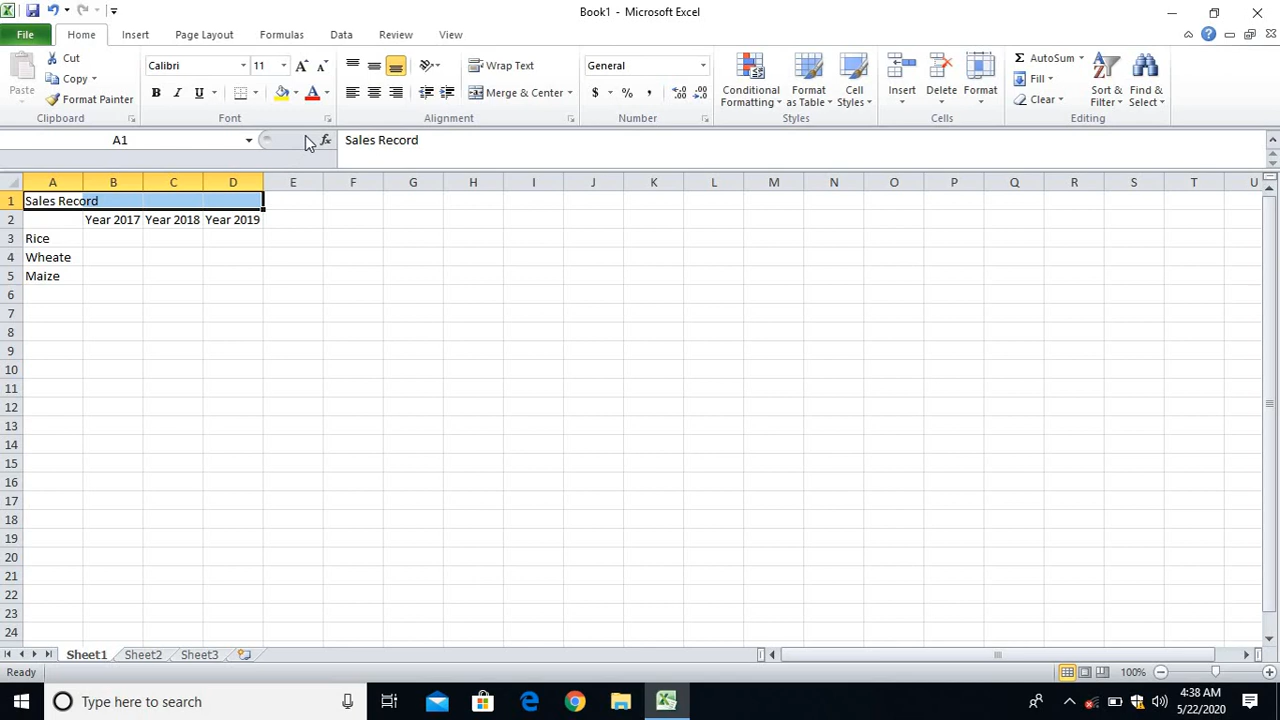 Book1 - Microsoft Excel
File Home Insert Page Layout Formulas Data Review View
Paste
Cut
Copy
Format Painter
Clipboard
Calibri 11
B I U A
Font
Wrap Text
Merge & Center
Alignment
General
$ % ,
Number
Conditional Formatting
Format as Table
Cell Styles
Styles
Insert Delete Format
Cells
Σ AutoSum
Fill
Clear
Sort & Filter
Find & Select
Editing
A1 fx Sales Record
A B C D E F G H I J K L M N O P Q R S T U
1 Sales Record
2 Year 2017 Year 2018 Year 2019
3 Rice
4 Wheate
5 Maize
6
7
8
9
10
11
12
13
14
15
16
17
18
19
20
21
22
23
24
Sheet1 Sheet2 Sheet3
Ready 100%
Type here to search
4:38 AM
5/22/2020